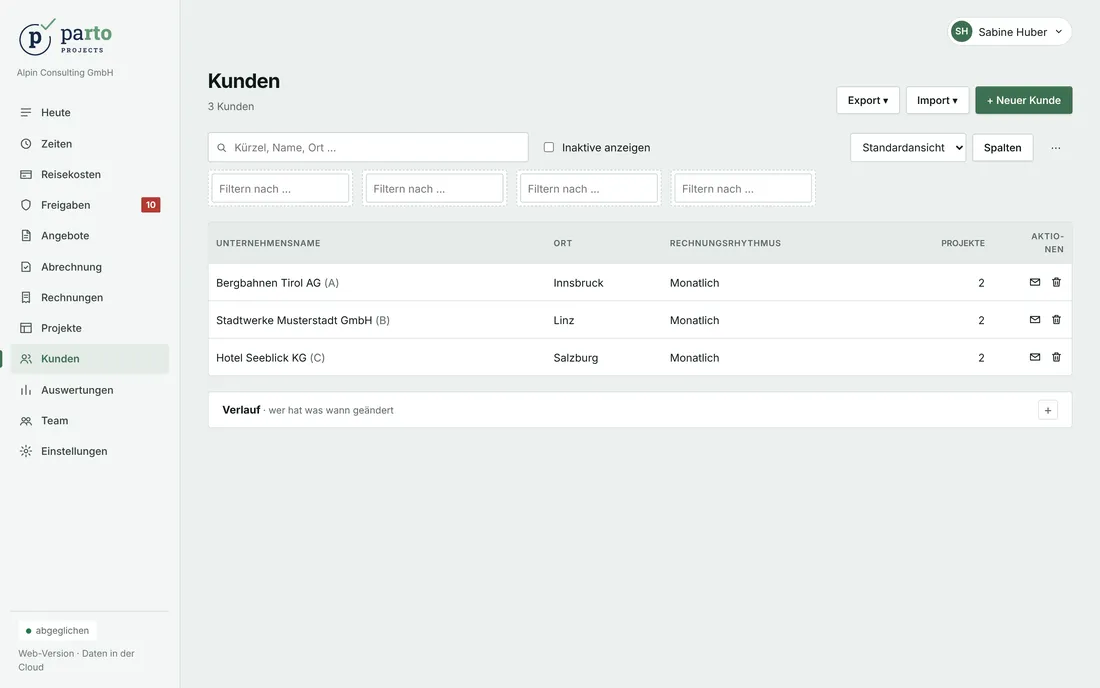 p parto
PROJECTS
Alpin Consulting GmbH
Heute
Zeiten
Reisekosten
Freigaben 10
Angebote
Abrechnung
Rechnungen
Projekte
Kunden
Auswertungen
Team
Einstellungen
abgeglichen
Web-Version · Daten in der
Cloud
SH Sabine Huber
Kunden
3 Kunden
Export ▾ Import ▾ + Neuer Kunde
Kürzel, Name, Ort ... Inaktive anzeigen Standardansicht Spalten ...
Filtern nach ... Filtern nach ... Filtern nach ... Filtern nach ...
UNTERNEHMENSNAME ORT RECHNUNGSRHYTHMUS PROJEKTE AKTIO-
NEN
Bergbahnen Tirol AG (A) Innsbruck Monatlich 2
Stadtwerke Musterstadt GmbH (B) Linz Monatlich 2
Hotel Seeblick KG (C) Salzburg Monatlich 2
Verlauf · wer hat was wann geändert +